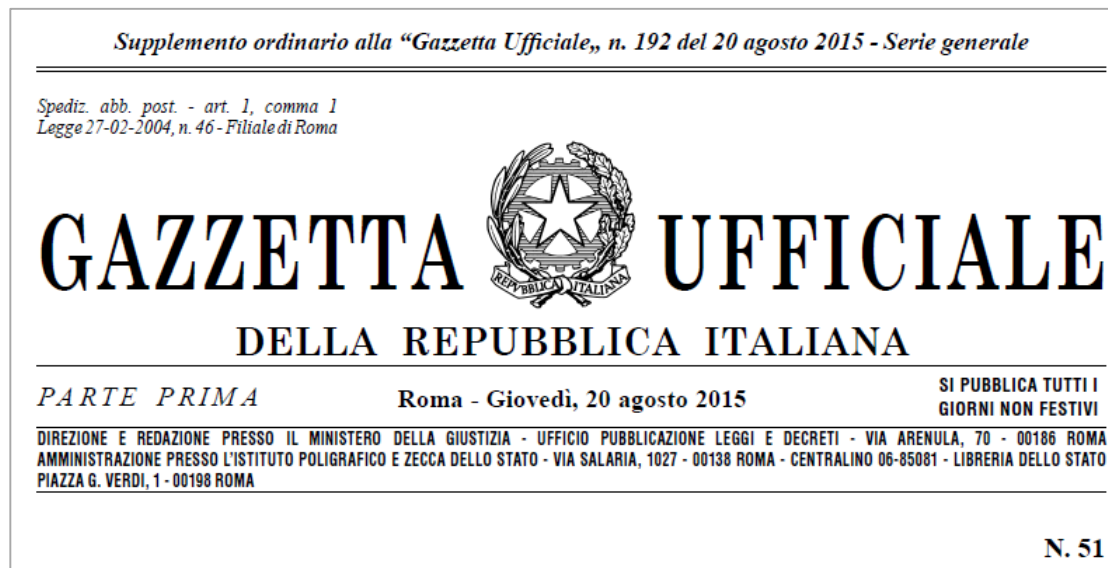 Supplemento ordinario alla “Gazzetta Ufficiale„ n. 192 del 20 agosto 2015 - Serie generale
Spediz. abb. post. - art. 1, comma 1
Legge 27-02-2004, n. 46 - Filiale di Roma
GAZZETTA UFFICIALE
REPVBBLICA ITALIANA
DELLA REPUBBLICA ITALIANA
PARTE PRIMA
Roma - Giovedì, 20 agosto 2015
SI PUBBLICA TUTTI I
GIORNI NON FESTIVI
DIREZIONE E REDAZIONE PRESSO IL MINISTERO DELLA GIUSTIZIA - UFFICIO PUBBLICAZIONE LEGGI E DECRETI - VIA ARENULA, 70 - 00186 ROMA
AMMINISTRAZIONE PRESSO L'ISTITUTO POLIGRAFICO E ZECCA DELLO STATO - VIA SALARIA, 1027 - 00138 ROMA - CENTRALINO 06-85081 - LIBRERIA DELLO STATO
PIAZZA G. VERDI, 1 - 00198 ROMA
N. 51